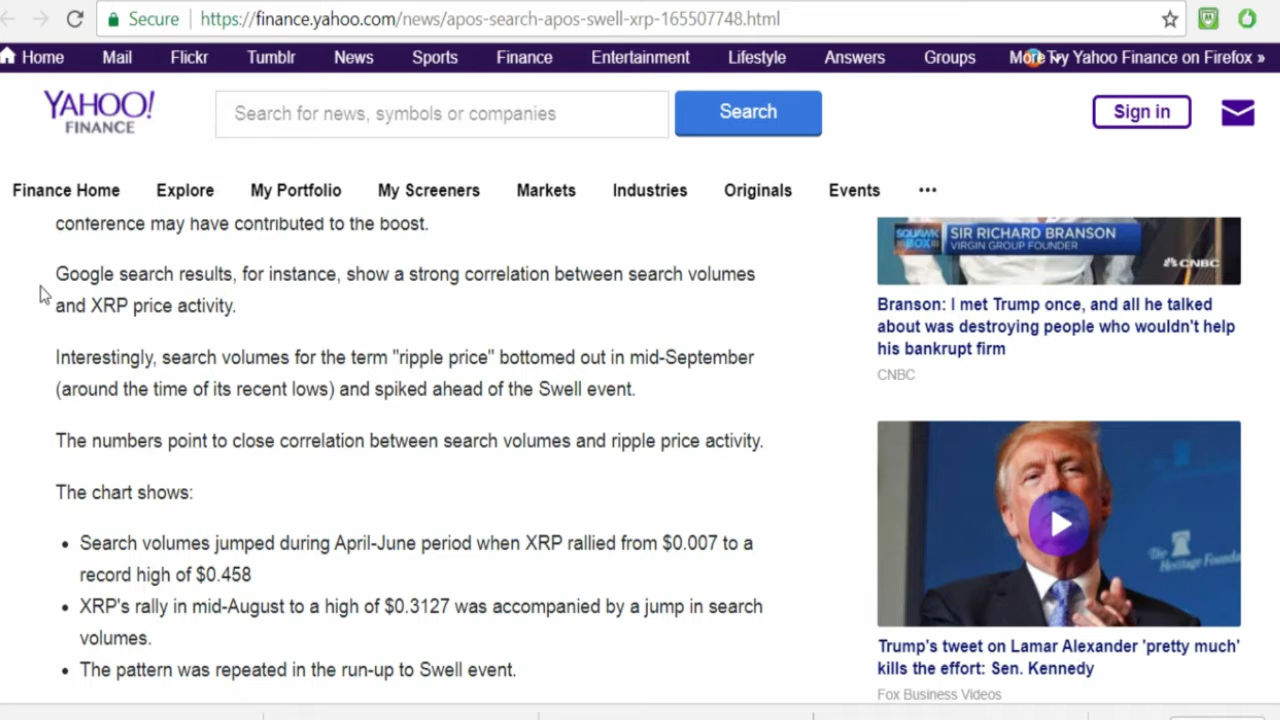 Secure
https://finance.yahoo.com/news/apos-search-apos-swell-xrp-165507748.html
Home Mail Flickr Tumblr News Sports Finance Entertainment Lifestyle Answers Groups More Try Yahoo Finance on Firefox »
YAHOO!
FINANCE
Search for news, symbols or companies
Search
Sign in
Finance Home Explore My Portfolio My Screeners Markets Industries Originals Events •••
conference may have contributed to the boost.
Google search results, for instance, show a strong correlation between search volumes
and XRP price activity.
Interestingly, search volumes for the term "ripple price" bottomed out in mid-September
(around the time of its recent lows) and spiked ahead of the Swell event.
The numbers point to close correlation between search volumes and ripple price activity.
The chart shows:
• Search volumes jumped during April-June period when XRP rallied from $0.007 to a
record high of $0.458
• XRP's rally in mid-August to a high of $0.3127 was accompanied by a jump in search
volumes.
• The pattern was repeated in the run-up to Swell event.
SQUAWK
BOX
SIR RICHARD BRANSON
VIRGIN GROUP FOUNDER
CNBC
Branson: I met Trump once, and all he talked
about was destroying people who wouldn't help
his bankrupt firm
CNBC
The
Heritage Founda
Trump's tweet on Lamar Alexander 'pretty much'
kills the effort: Sen. Kennedy
Fox Business Videos